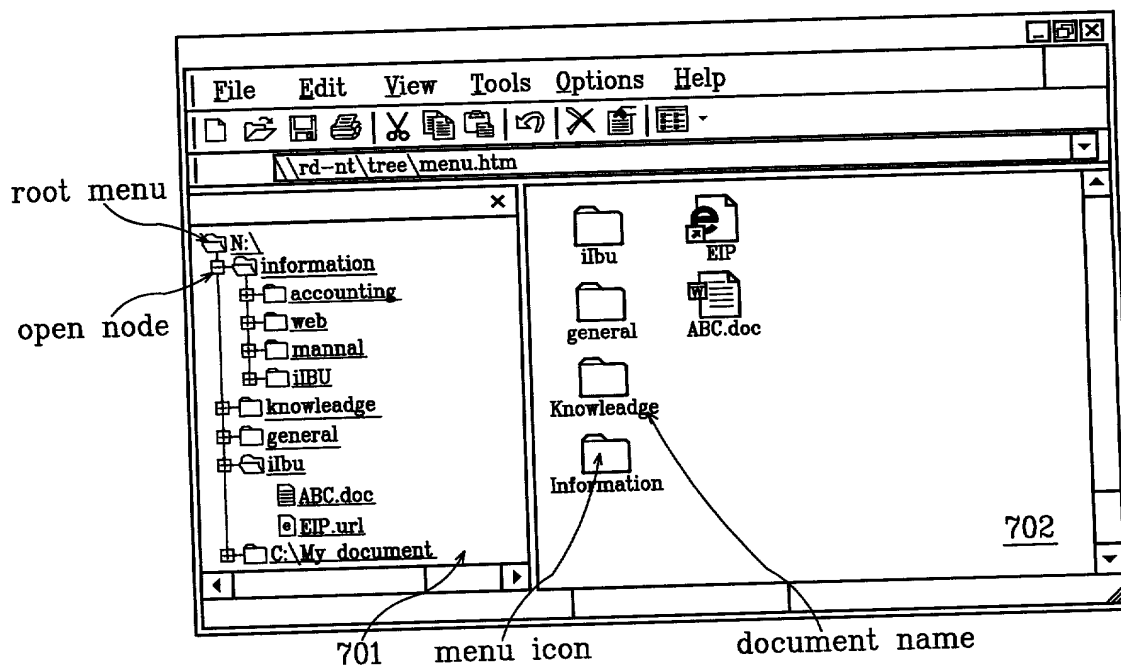 File Edit View Tools Options Help
\\rd-nt\tree\menu.htm
root menu
N:\
information
open node
accounting
web
mannal
iIBU
knowleadge
general
iIbu
ABC.doc
EIP.url
C:\My document
iIbu EIP
general ABC.doc
Knowleadge
Information
702
701 menu icon document name